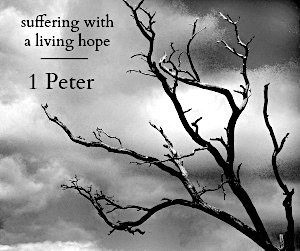 suffering with
a living hope
1 Peter